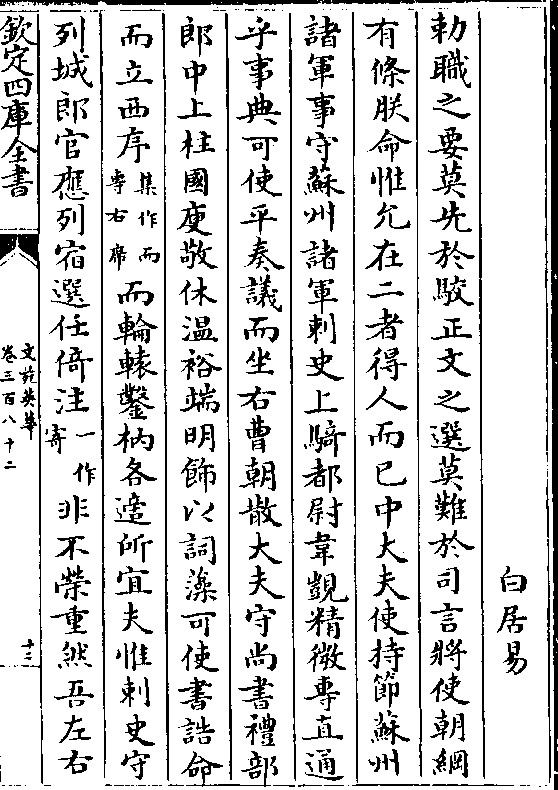 白居易
勅職之要莫先於駮正文之選莫難於司言將使朝綱
有條朕命惟允在二者得人而已中大夫使持節蘇州
諸軍事守蘇州諸軍刺史上騎都尉韋覬精微專直通
乎事典可使平奏議而坐右曹朝散大夫守尚書禮部
郎中上柱國庾敬休温裕端明飾以詞藻可使書誥命
而立西序集作而專右席而輪轅鑿枘各適所宜夫惟刺史守
列城郎官應列宿選任倚注一作寄非不榮重然吾左右
欽定四庫全書
文苑英華
卷三百八十二
十三